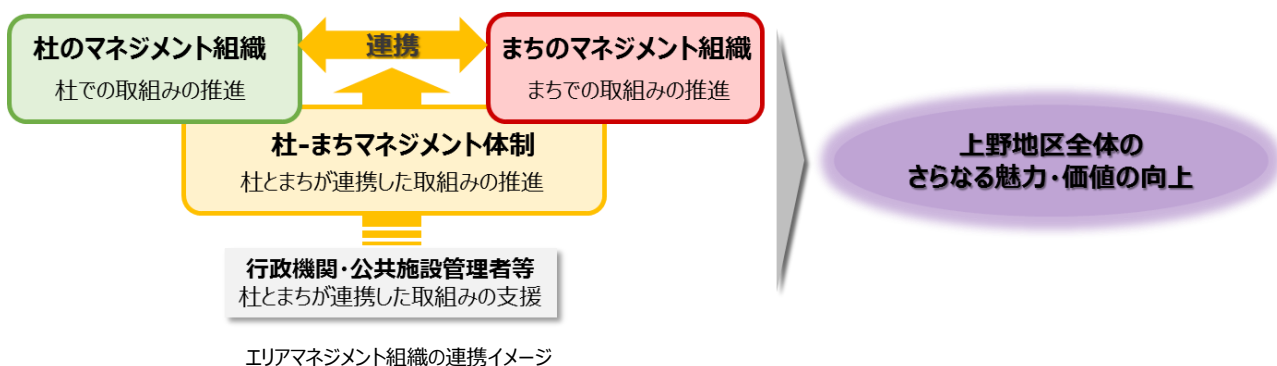 杜のマネジメント組織
杜での取組みの推進
連携
まちのマネジメント組織
まちでの取組みの推進
杜-まちマネジメント体制
杜とまちが連携した取組みの推進
行政機関・公共施設管理者等
杜とまちが連携した取組みの支援
エリアマネジメント組織の連携イメージ
上野地区全体の
さらなる魅力・価値の向上